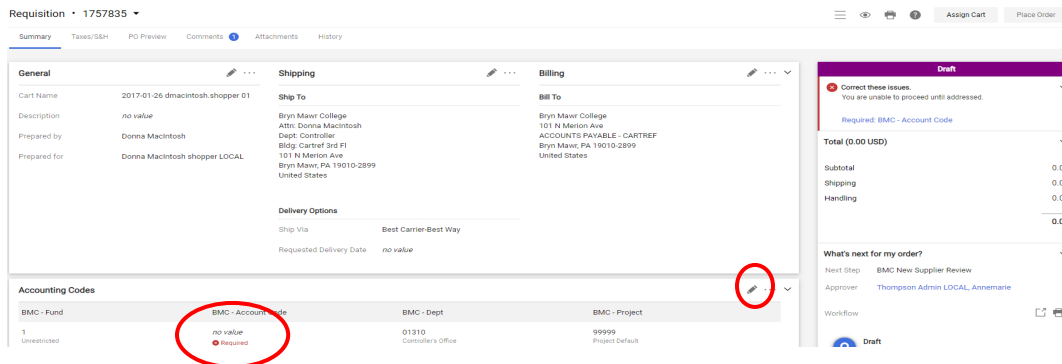 Requisition • 1757835
Assign Cart
Place Order
Summary
Taxes/S&H
PO Preview
Comments 1
Attachments
History
General
Cart Name 2017-01-26 dmacintosh.shopper 01
Description no value
Prepared by Donna MacIntosh
Prepared for Donna MacIntosh shopper LOCAL
Shipping
Ship To
Bryn Mawr College
Attn: Donna MacIntosh
Dept: Controller
Bldg: Cartref 3rd Fl
101 N Merion Ave
Bryn Mawr, PA 19010-2899
United States
Delivery Options
Ship Via Best Carrier-Best Way
Requested Delivery Date no value
Billing
Bill To
Bryn Mawr College
101 N Merion Ave
ACCOUNTS PAYABLE - CARTREF
Bryn Mawr, PA 19010-2899
United States
Accounting Codes
BMC - Fund BMC - Account Code BMC - Dept BMC - Project
1 no value 01310 99999
Unrestricted Required Controller's Office Project Default
Draft
Correct these issues.
You are unable to proceed until addressed.
Required: BMC - Account Code
Total (0.00 USD)
Subtotal 0.0
Shipping 0.0
Handling 0.0
0.0
What's next for my order?
Next Step BMC New Supplier Review
Approver Thompson Admin LOCAL, Annemarie
Workflow
Draft